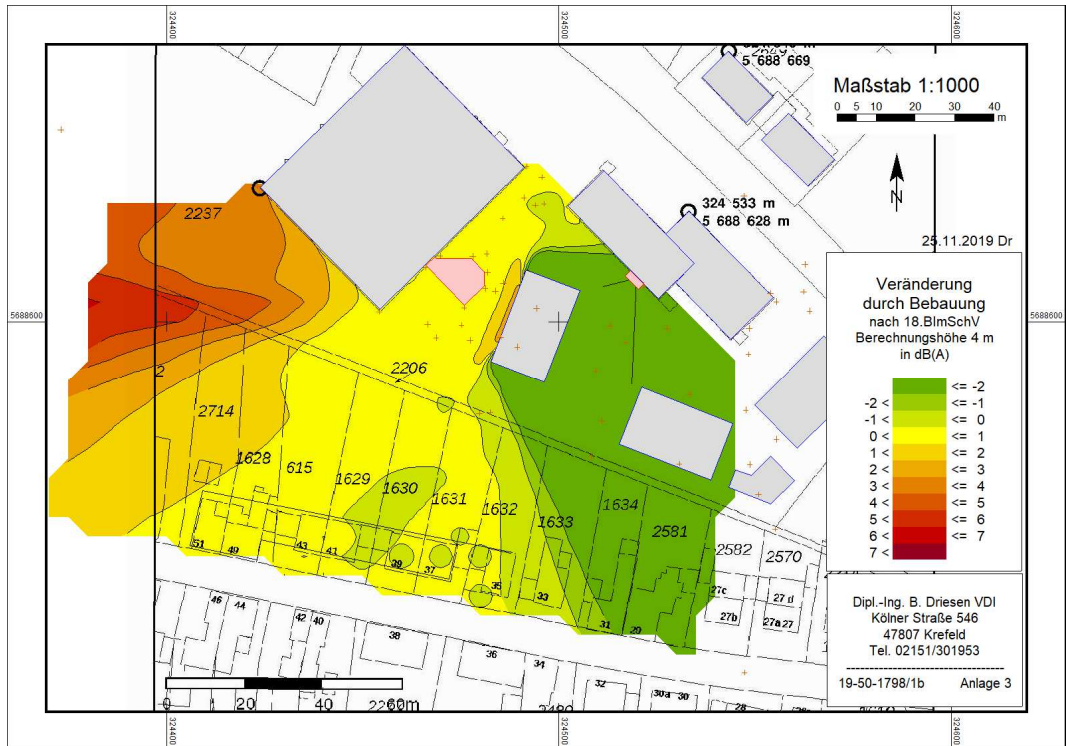 324400
324500
324600
5 688 669
Maßstab 1:1000
0 5 10 20 30 40
m
N
2237
324 533 m
5 688 628 m
25.11.2019 Dr
5688600
5688600
Veränderung
durch Bebauung
nach 18.BImSchV
Berechnungshöhe 4 m
in dB(A)
<= -2
-2 < <= -1
-1 < <= 0
0 < <= 1
1 < <= 2
2 < <= 3
3 < <= 4
4 < <= 5
5 < <= 6
6 < <= 7
7 <
2206
2
2714
1628
615
1629
1630
1631
1632
1633
1634
2581
2582
2570
51
49
43
41
39
37
35
33
31
29
27c
27b
27 d
27a 27
46
44
42
40
38
36
34
32
30a
30
28
0 20 40 60m
Dipl.-Ing. B. Driesen VDI
Kölner Straße 546
47807 Krefeld
Tel. 02151/301953
19-50-1798/1b Anlage 3
324400
324500
324600